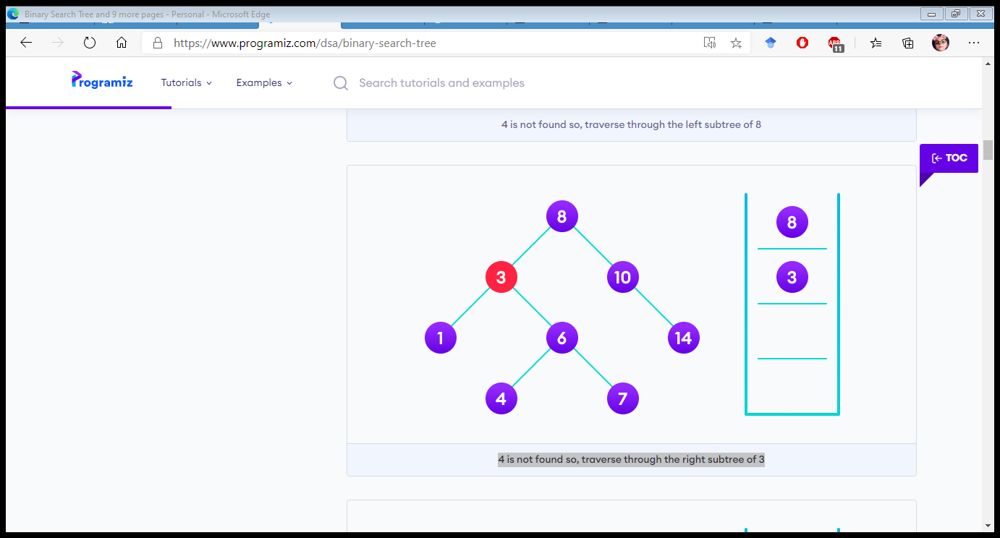 Binary Search Tree and 9 more pages - Personal - Microsoft Edge
https://www.programiz.com/dsa/binary-search-tree
ABP
11
Programiz
Tutorials
Examples
Search tutorials and examples
4 is not found so, traverse through the left subtree of 8
TOC
8
8
3
10
3
1
6
14
4
7
4 is not found so, traverse through the right subtree of 3